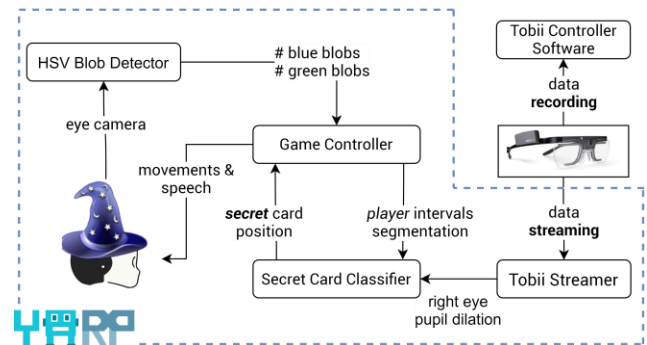 HSV Blob Detector
# blue blobs
# green blobs
Tobii Controller
Software
data
recording
eye camera
Game Controller
movements &
speech
secret card
position
player intervals
segmentation
data
streaming
Secret Card Classifier
Tobii Streamer
right eye
pupil dilation
YARP